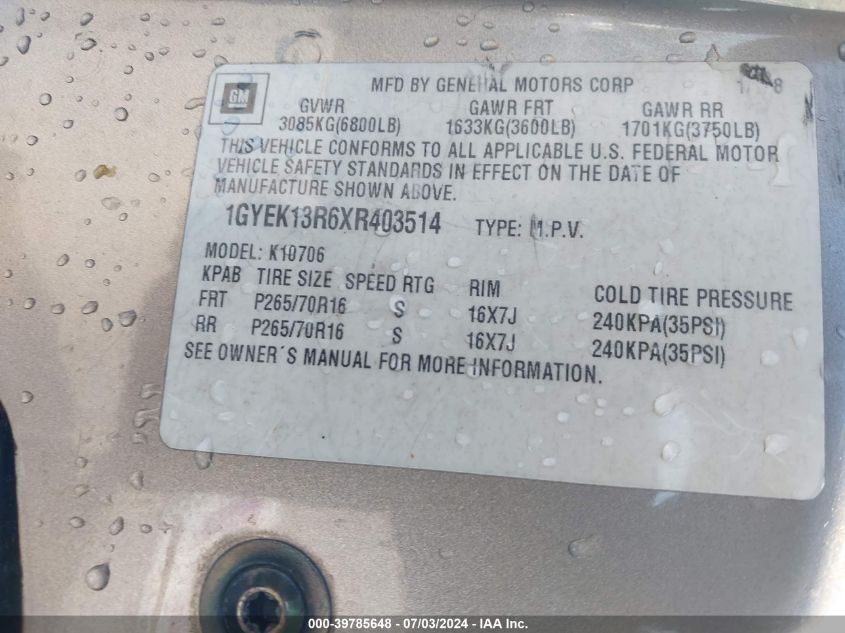 GM
MFD BY GENERAL MOTORS CORP
GVWR GAWR FRT GAWR RR
3085KG(6800LB) 1633KG(3600LB) 1701KG(3750LB)
THIS VEHICLE CONFORMS TO ALL APPLICABLE U.S. FEDERAL MOTOR
VEHICLE SAFETY STANDARDS IN EFFECT ON THE DATE OF
MANUFACTURE SHOWN ABOVE.
1GYEK13R6XR403514 TYPE: M.P.V.
MODEL: K10706
KPAB TIRE SIZE SPEED RTG RIM COLD TIRE PRESSURE
FRT P265/70R16 S 16X7J 240KPA(35PSI)
RR P265/70R16 S 16X7J 240KPA(35PSI)
SEE OWNER´S MANUAL FOR MORE INFORMATION.
000-39785648 - 07/03/2024 - IAA Inc.